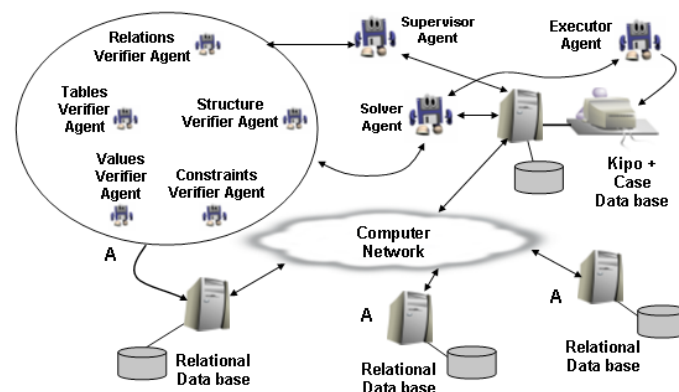 Relations
Verifier Agent
Supervisor
Agent
Executor
Agent
Tables
Verifier
Agent
Structure
Verifier Agent
Solver
Agent
Values
Verifier
Agent
Constraints
Verifier Agent
Kipo +
Case
Data base
A
Computer
Network
A
A
Relational
Data base
Relational
Data base
Relational
Data base